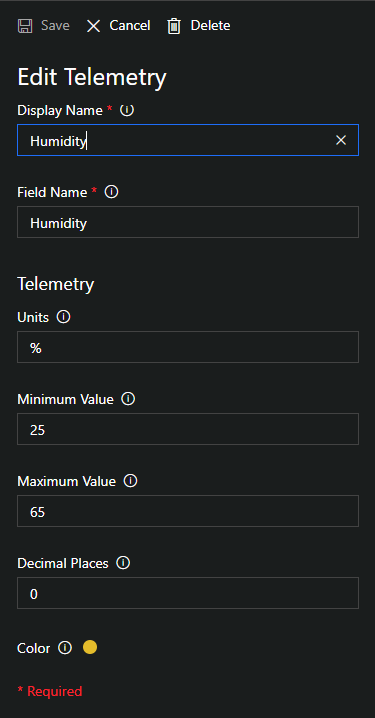 Save Cancel Delete
Edit Telemetry
Display Name *
Humidity
Field Name *
Humidity
Telemetry
Units
%
Minimum Value
25
Maximum Value
65
Decimal Places
0
Color
* Required